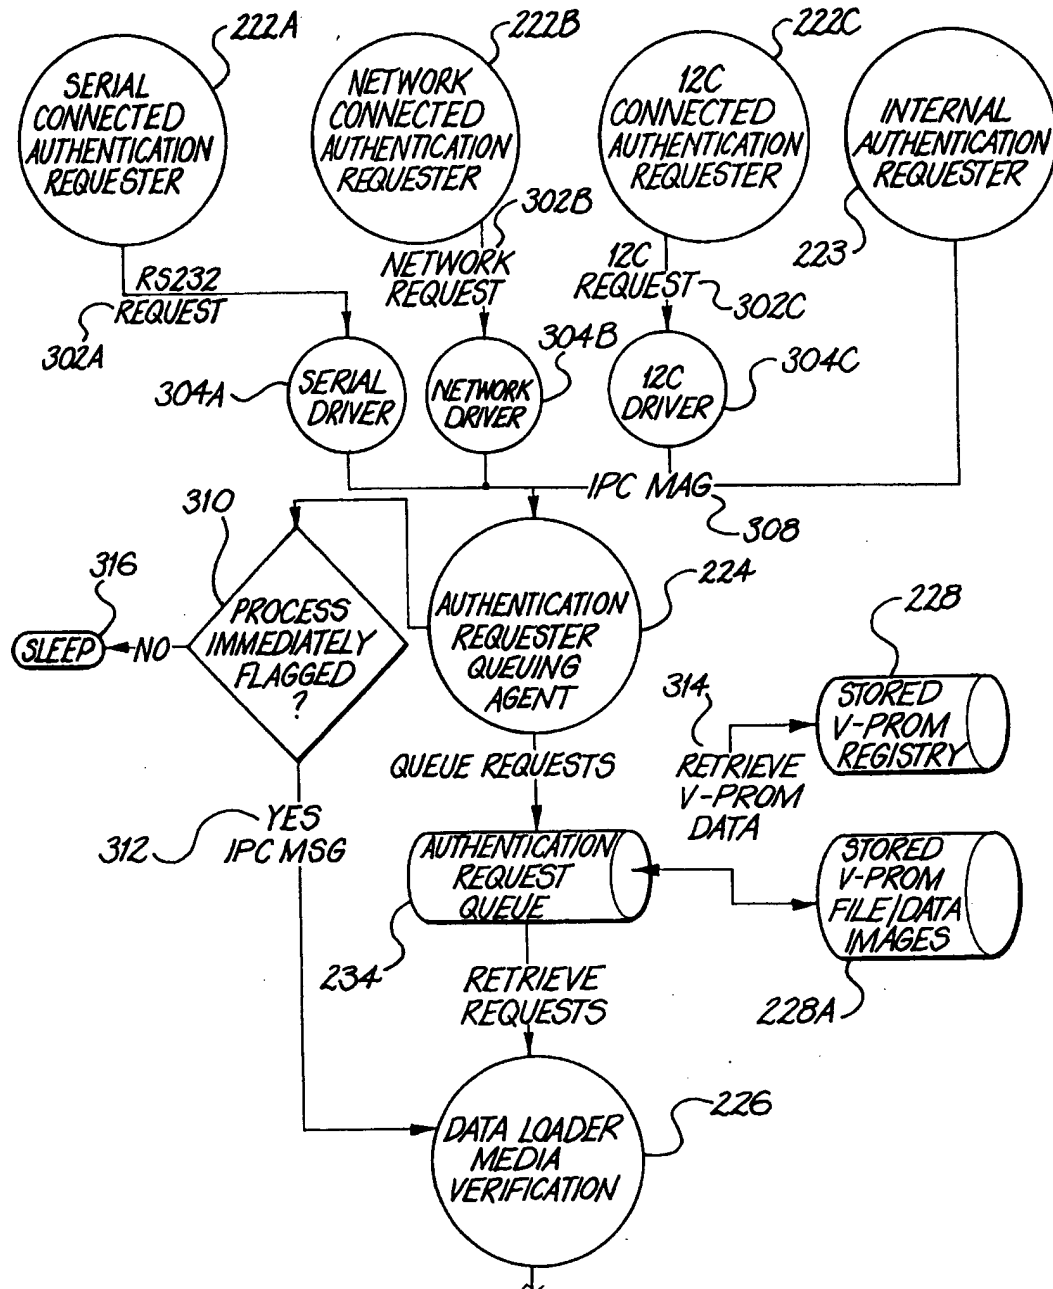 222A
222B
222C
SERIAL
CONNECTED
AUTHENTICATION
REQUESTER
NETWORK
CONNECTED
AUTHENTICATION
REQUESTER
12C
CONNECTED
AUTHENTICATION
REQUESTER
INTERNAL
AUTHENTICATION
REQUESTER
223
RS232
REQUEST
302A
302B
NETWORK
REQUEST
12C
REQUEST
302C
304A
SERIAL
DRIVER
304B
NETWORK
DRIVER
304C
12C
DRIVER
IPC MAG
308
310
316
SLEEP
NO
PROCESS
IMMEDIATELY
FLAGGED
?
AUTHENTICATION
REQUESTER
QUEUING
AGENT
224
228
STORED
V-PROM
REGISTRY
314
RETRIEVE
V-PROM
DATA
QUEUE REQUESTS
YES
IPC MSG
312
AUTHENTICATION
REQUEST
QUEUE
234
STORED
V-PROM
FILE/DATA
IMAGES
228A
RETRIEVE
REQUESTS
DATA LOADER
MEDIA
VERIFICATION
226